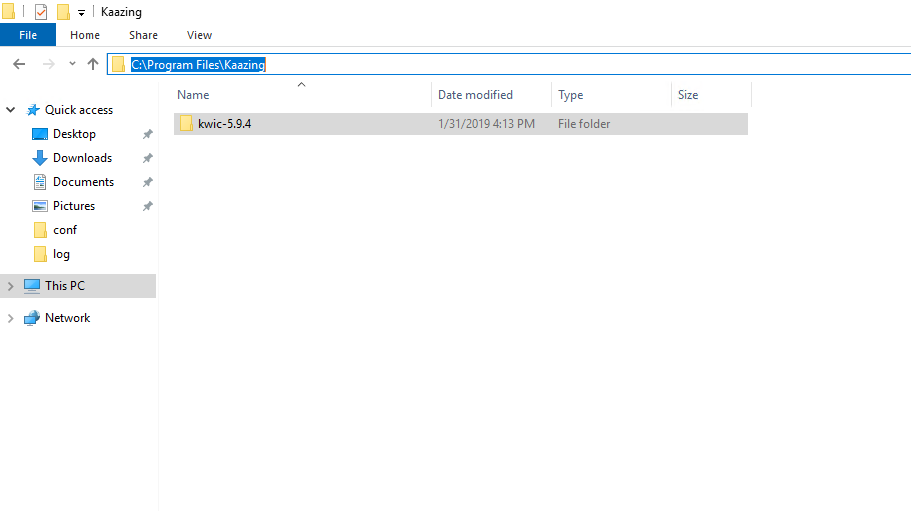 Kaazing
File Home Share View
C:\Program Files\Kaazing
Name Date modified Type Size
Quick access
kwic-5.9.4 1/31/2019 4:13 PM File folder
Desktop
Downloads
Documents
Pictures
conf
log
This PC
Network